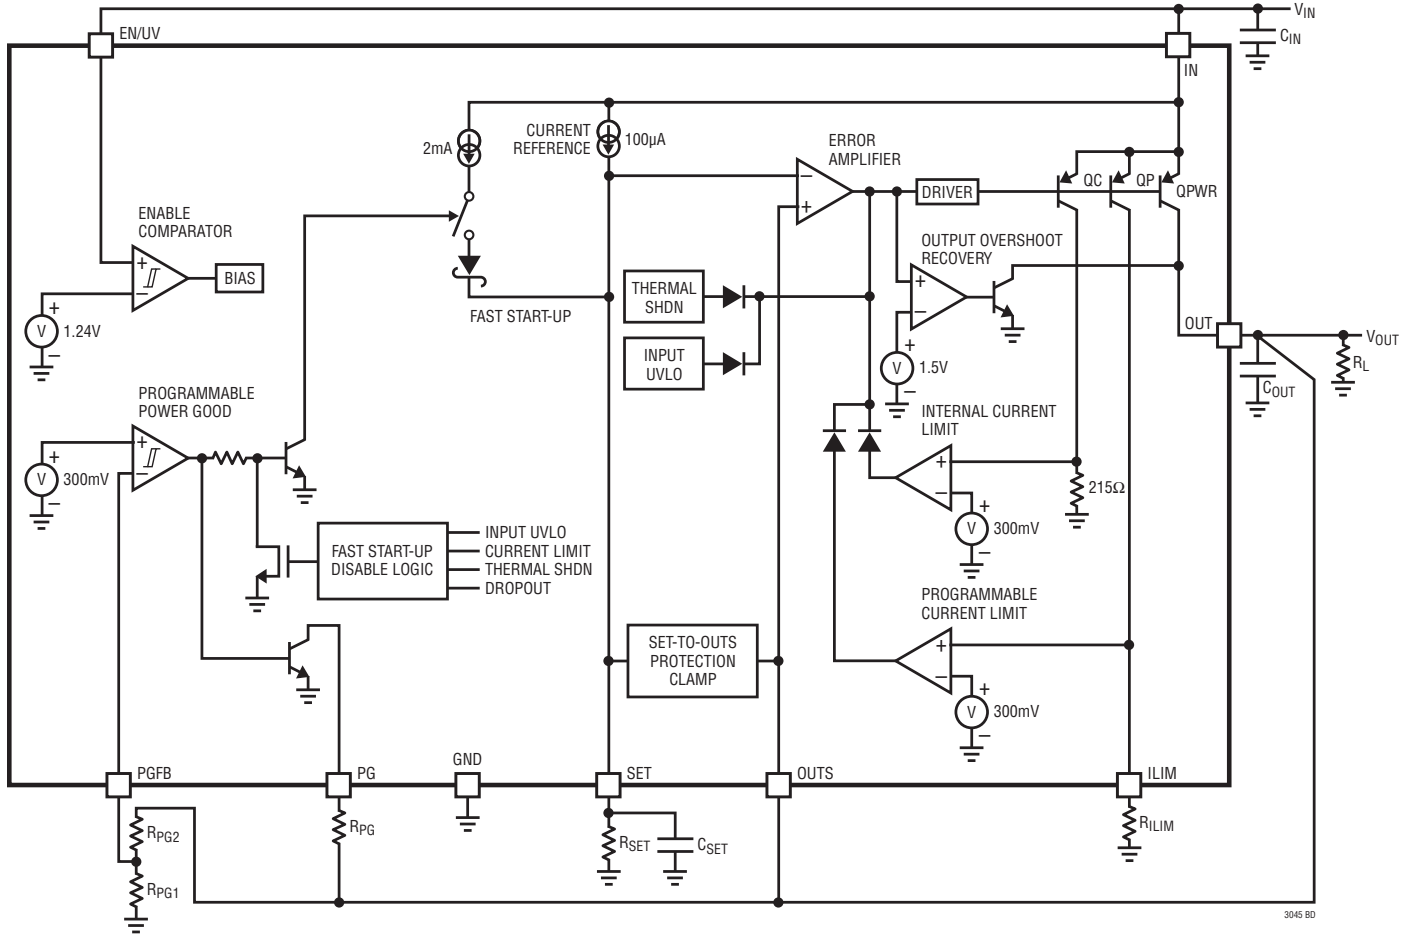 VIN
EN/UV
CIN
IN
CURRENT
REFERENCE
100µA
2mA
ERROR
AMPLIFIER
−
+
DRIVER
QC
QP
QPWR
ENABLE
COMPARATOR
+
−
BIAS
+
V
−
1.24V
FAST START-UP
THERMAL
SHDN
INPUT
UVLO
OUTPUT OVERSHOOT
RECOVERY
+
−
+
V
−
1.5V
OUT
VOUT
RL
COUT
PROGRAMMABLE
POWER GOOD
+
−
+
V
−
300mV
INTERNAL CURRENT
LIMIT
+
−
+
V
−
300mV
215Ω
FAST START-UP
DISABLE LOGIC
INPUT UVLO
CURRENT LIMIT
THERMAL SHDN
DROPOUT
PROGRAMMABLE
CURRENT LIMIT
+
−
+
V
−
300mV
SET-TO-OUTS
PROTECTION
CLAMP
PGFB
PG
GND
SET
OUTS
ILIM
RPG2
RPG1
RPG
RSET
CSET
RILIM
3045 BD